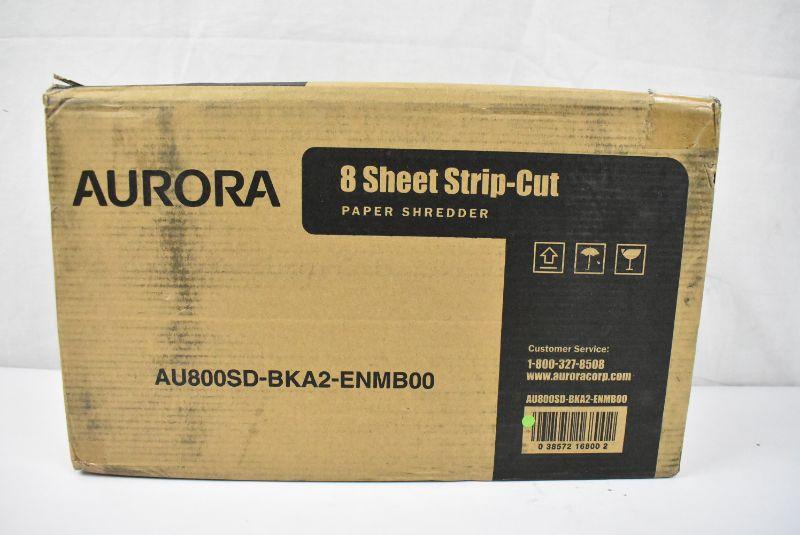 AURORA
8 Sheet Strip-Cut
PAPER SHREDDER
AU800SD-BKA2-ENMB00
Customer Service:
1-800-327-8508
www.auroracorp.com
AU800SD-BKA2-ENMB00
0 38572 16800 2